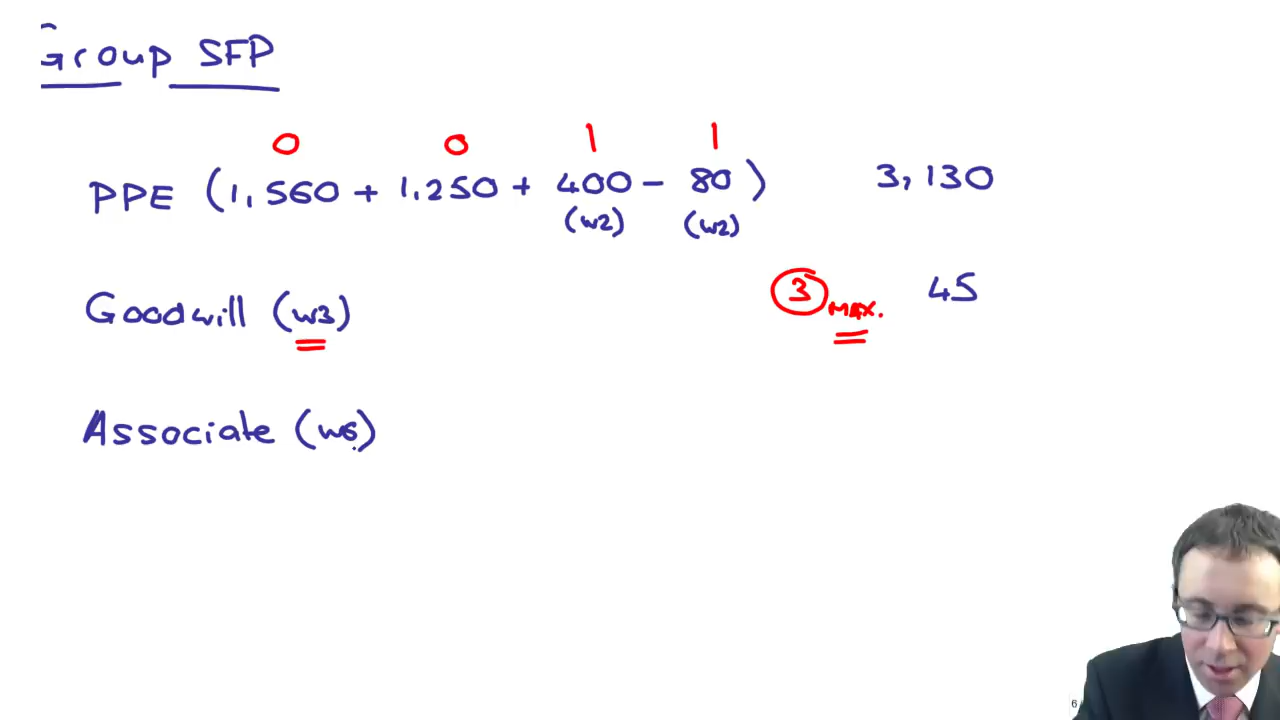 Group SFP
0 0 1 1
PPE (1,560 + 1,250 + 400 - 80) 3,130
(w2) (w2)
Goodwill (w3) 3 MAX. 45
Associate (w6)
6